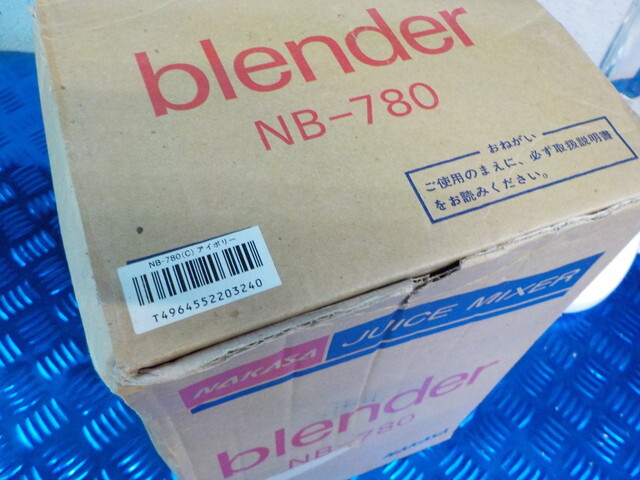 blender
NB-780
おねがい
ご使用のまえに、必ず取扱説明書
をお読みください。
NB-780(C) アイボリー
T4964552203240
NAKASA JUICE MIXER
blender
NB-780
NAKASA